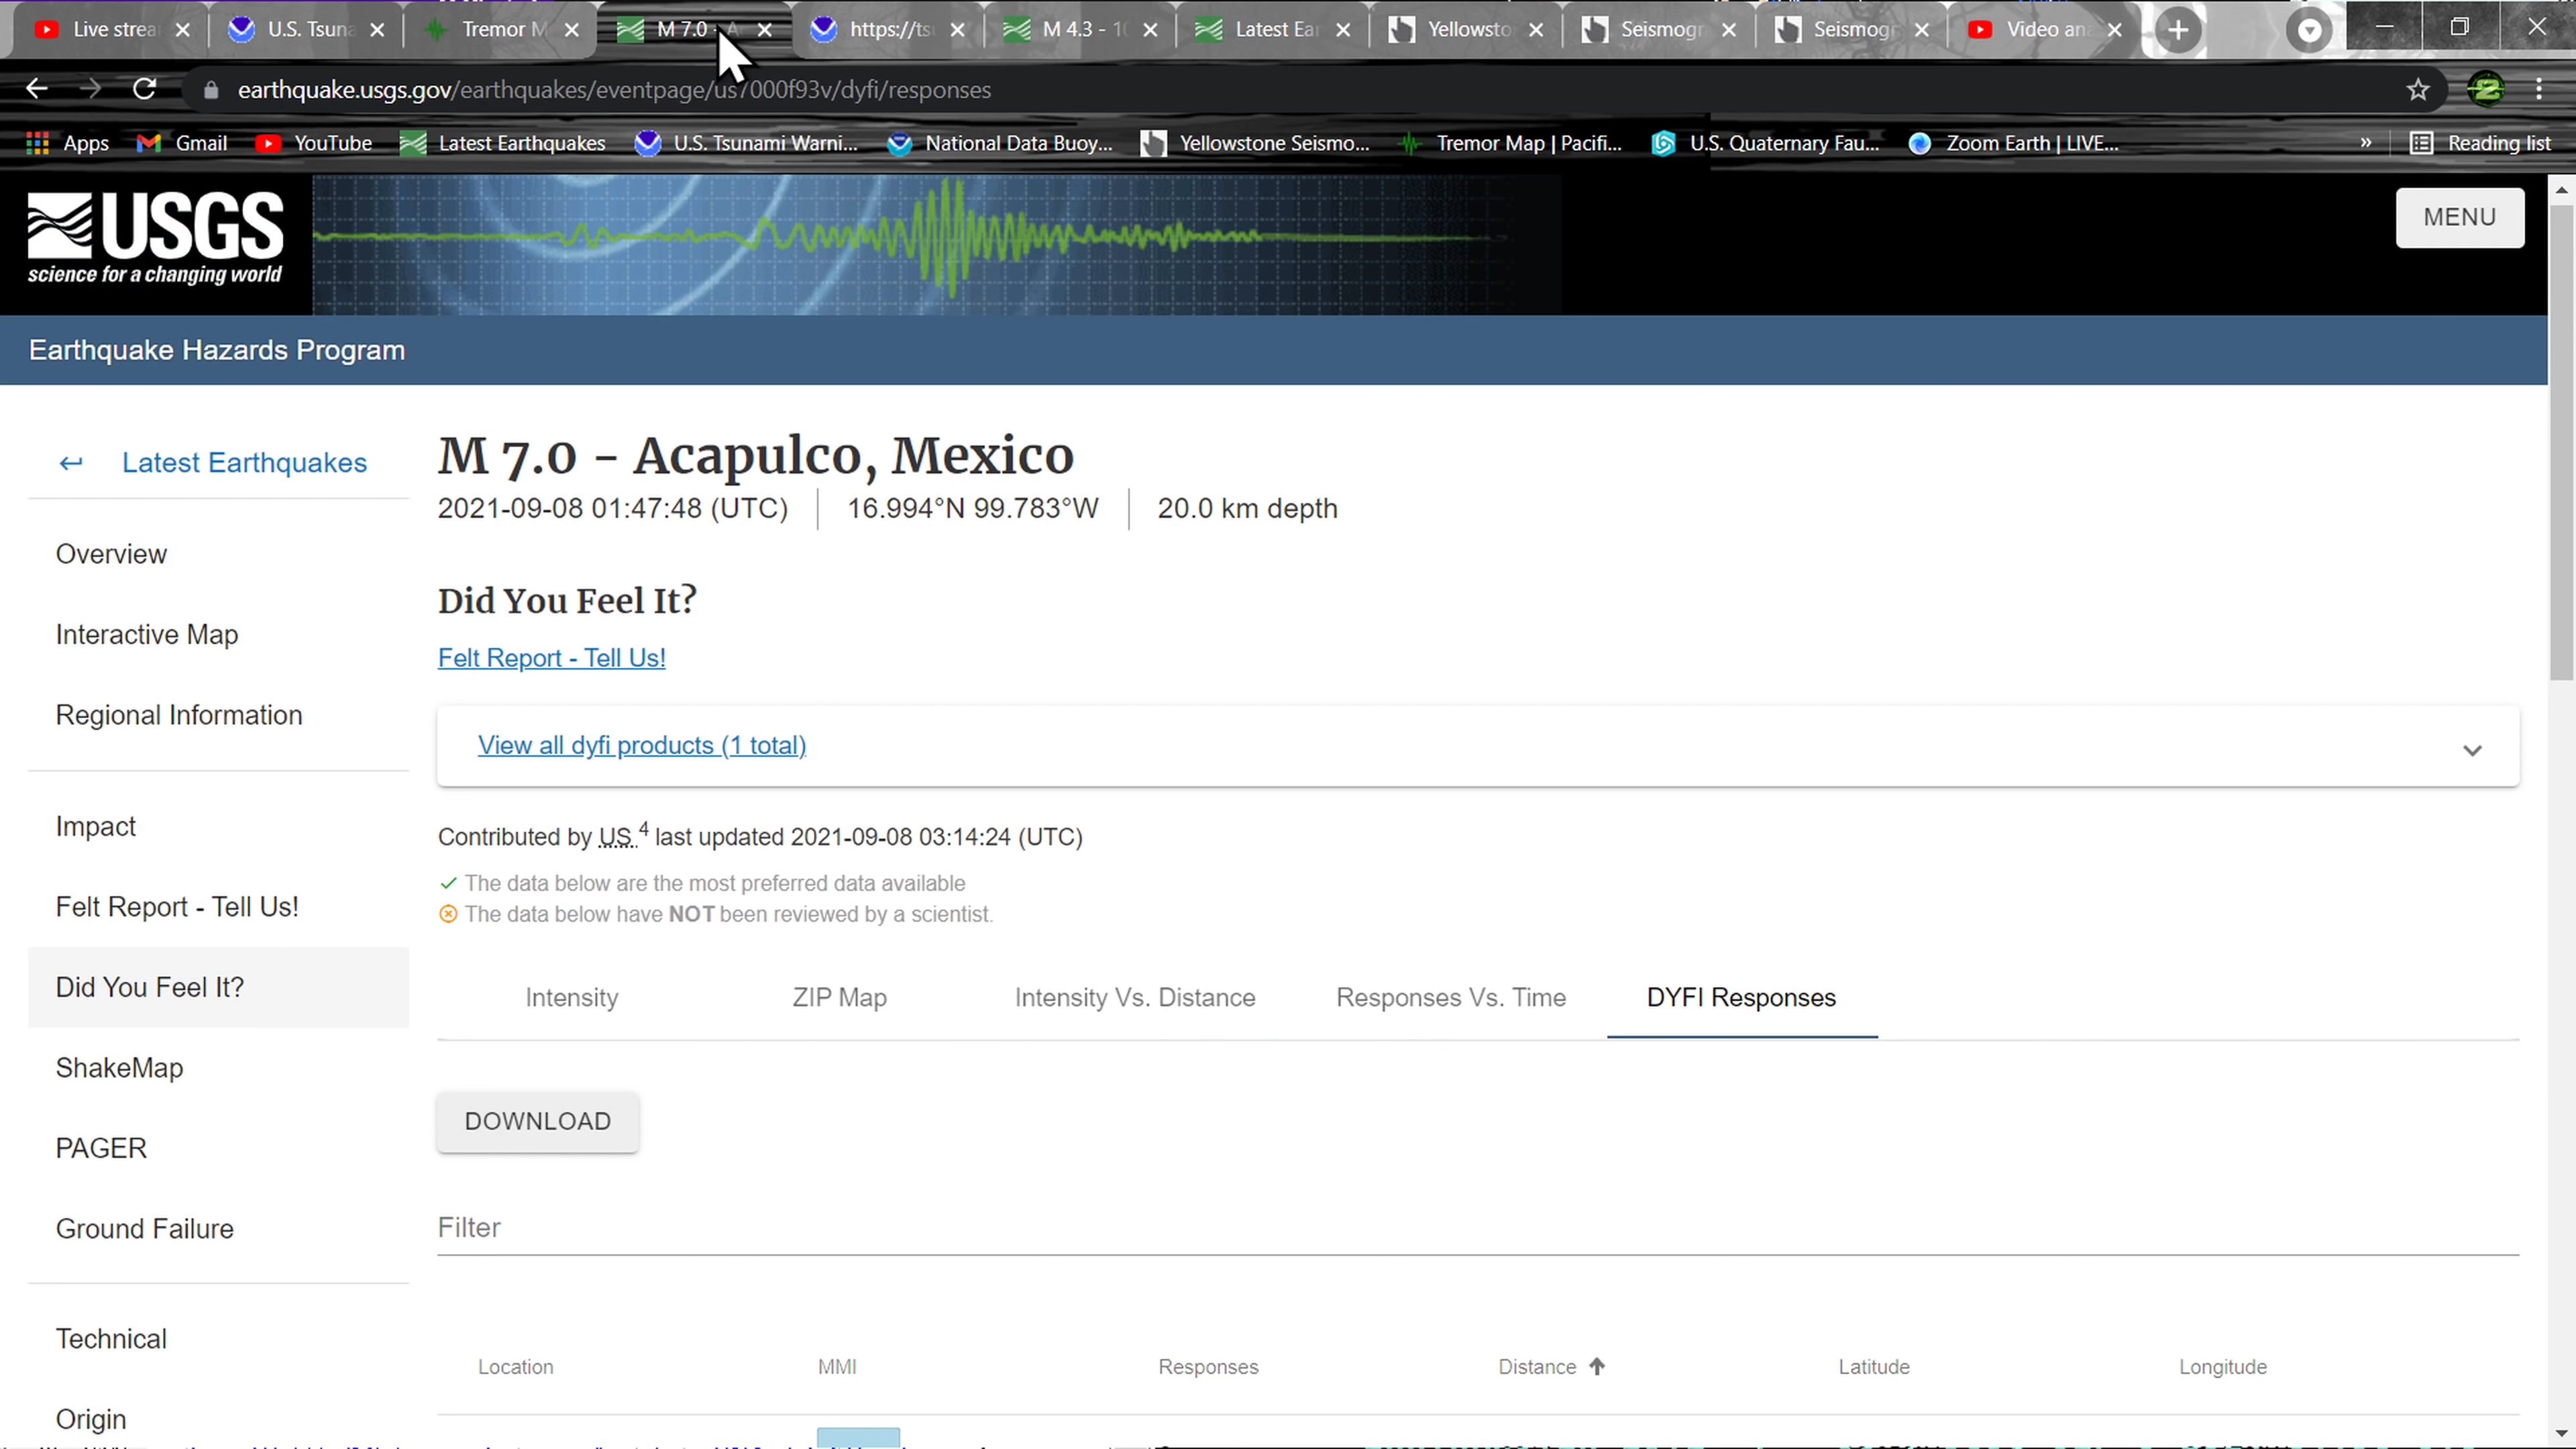 Live strea
U.S. Tsuna
Tremor M
M 7.0 - A
https://ts
M 4.3 - 10
Latest Ear
Yellowsto
Seismogr
Seismogr
Video ana
earthquake.usgs.gov/earthquakes/eventpage/us7000f93v/dyfi/responses
Apps
Gmail
YouTube
Latest Earthquakes
U.S. Tsunami Warni...
National Data Buoy...
Yellowstone Seismo...
Tremor Map | Pacifi...
U.S. Quaternary Fau...
Zoom Earth | LIVE...
»
Reading list
USGS
science for a changing world
MENU
Earthquake Hazards Program
Latest Earthquakes
Overview
Interactive Map
Regional Information
Impact
Felt Report - Tell Us!
Did You Feel It?
ShakeMap
PAGER
Ground Failure
Technical
Origin
M 7.0 - Acapulco, Mexico
2021-09-08 01:47:48 (UTC)
16.994°N 99.783°W
20.0 km depth
Did You Feel It?
Felt Report - Tell Us!
View all dyfi products (1 total)
Contributed by US 4 last updated 2021-09-08 03:14:24 (UTC)
The data below are the most preferred data available
The data below have NOT been reviewed by a scientist.
Intensity
ZIP Map
Intensity Vs. Distance
Responses Vs. Time
DYFI Responses
DOWNLOAD
Filter
Location
MMI
Responses
Distance
Latitude
Longitude